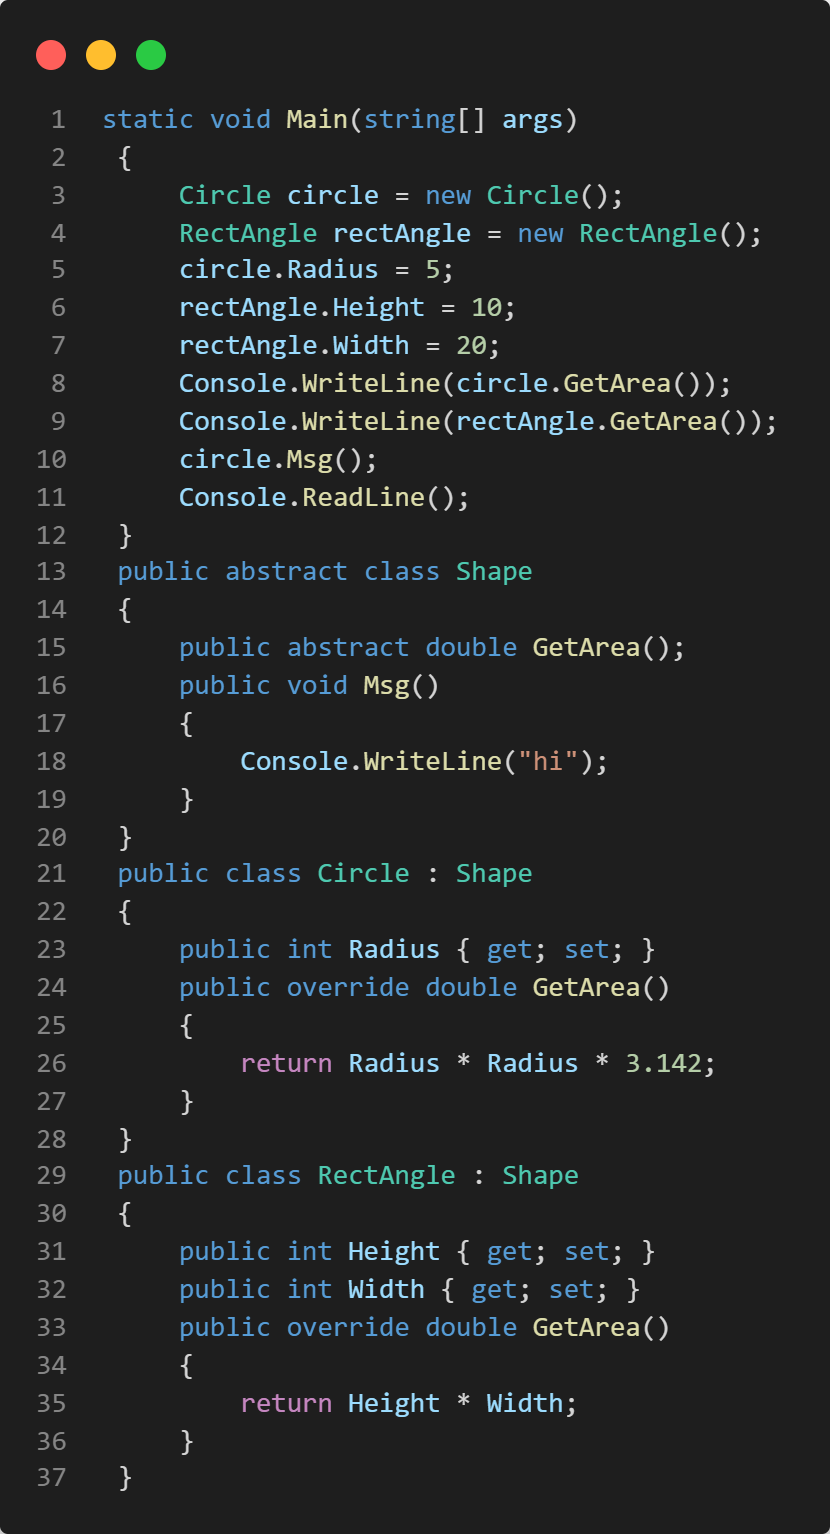 1 static void Main(string[] args)
2 {
3 Circle circle = new Circle();
4 RectAngle rectAngle = new RectAngle();
5 circle.Radius = 5;
6 rectAngle.Height = 10;
7 rectAngle.Width = 20;
8 Console.WriteLine(circle.GetArea());
9 Console.WriteLine(rectAngle.GetArea());
10 circle.Msg();
11 Console.ReadLine();
12 }
13 public abstract class Shape
14 {
15 public abstract double GetArea();
16 public void Msg()
17 {
18 Console.WriteLine("hi");
19 }
20 }
21 public class Circle : Shape
22 {
23 public int Radius { get; set; }
24 public override double GetArea()
25 {
26 return Radius * Radius * 3.142;
27 }
28 }
29 public class RectAngle : Shape
30 {
31 public int Height { get; set; }
32 public int Width { get; set; }
33 public override double GetArea()
34 {
35 return Height * Width;
36 }
37 }